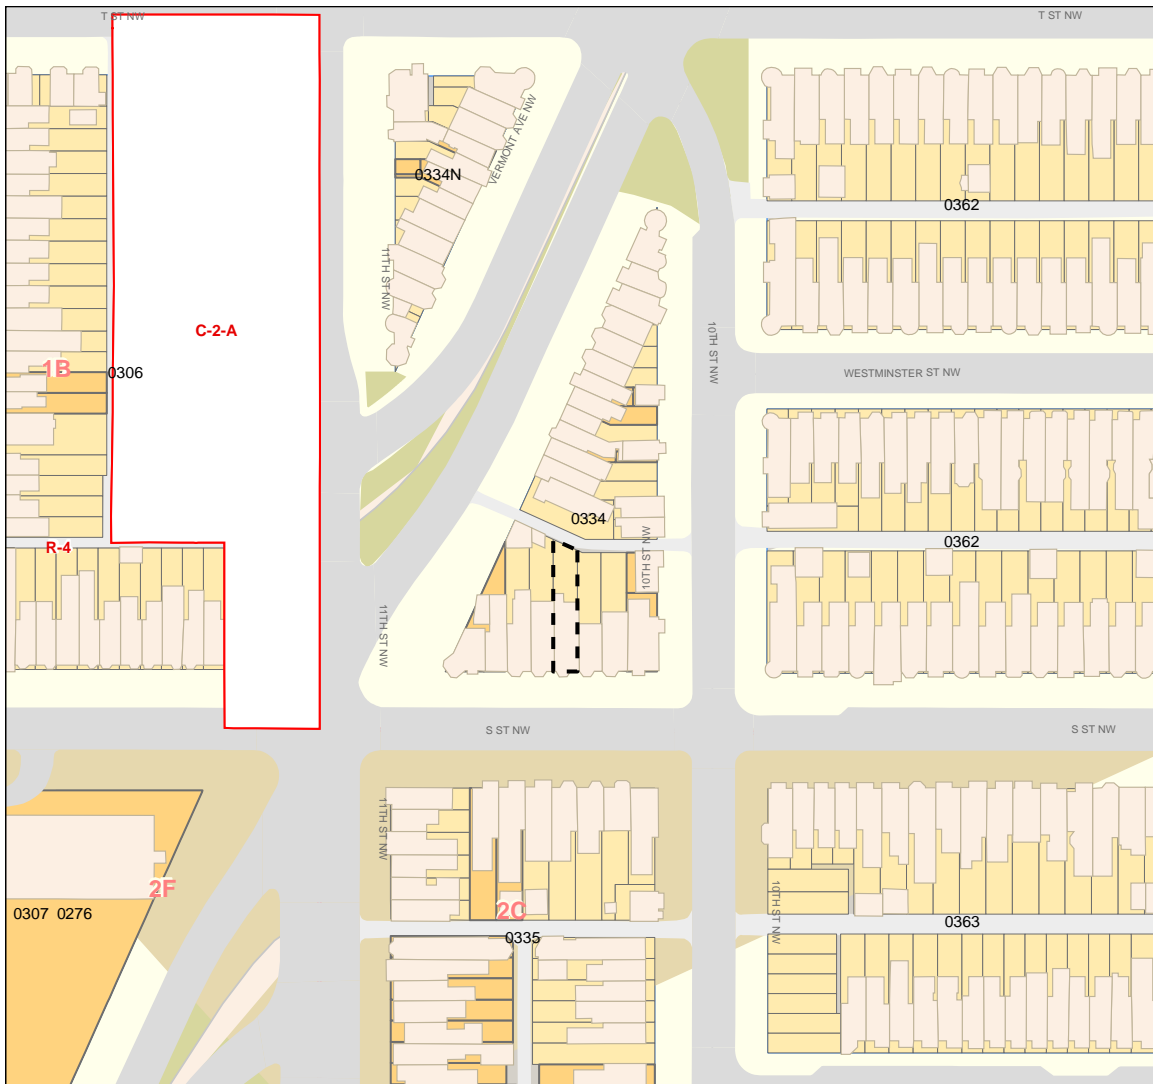 T ST NW
T ST NW
VERMONT AVE NW
0334N
0362
11TH ST NW
C-2-A
10TH ST NW
1B
0306
WESTMINSTER ST NW
0334
R-4
0362
10TH ST NW
11TH ST NW
S ST NW
S ST NW
11TH ST NW
2F
2C
10TH ST NW
0307 0276
0335
0363